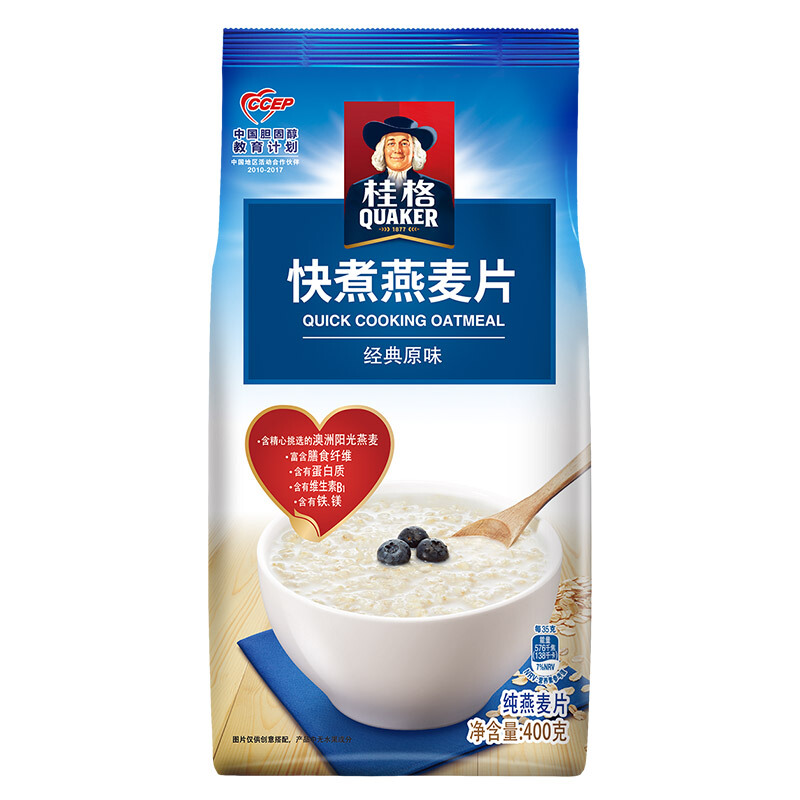 CCEP
中国胆固醇
教育计划
中国地区活动合作伙伴
2010-2017
桂格
QUAKER
1877
快煮燕麦片
QUICK COOKING OATMEAL
经典原味
·含精心挑选的澳洲阳光燕麦
·富含膳食纤维
·含有蛋白质
·含有维生素B₁
·含有铁、镁
每35克
能量
576千焦
(138千卡)
7%NRV
纯燕麦片
净含量:400克
图片仅供创意搭配，产品中无水果成分